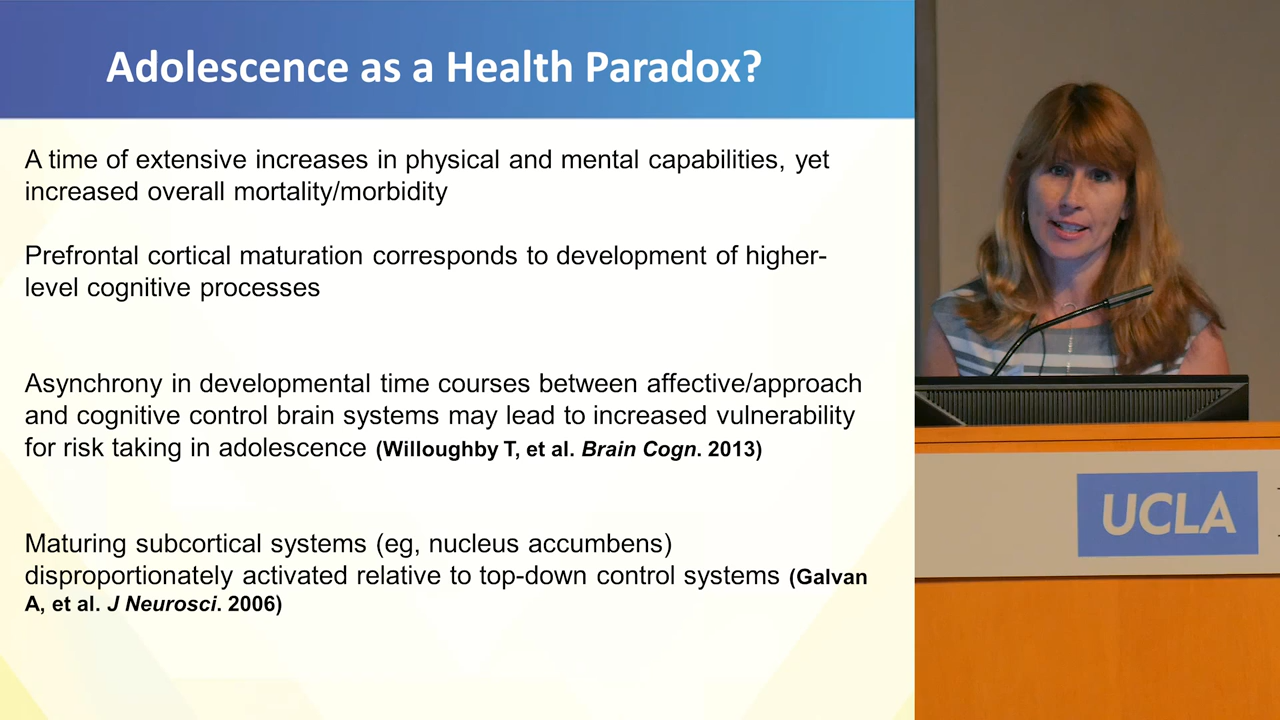 Adolescence as a Health Paradox?
A time of extensive increases in physical and mental capabilities, yet
increased overall mortality/morbidity
Prefrontal cortical maturation corresponds to development of higher-
level cognitive processes
Asynchrony in developmental time courses between affective/approach
and cognitive control brain systems may lead to increased vulnerability
for risk taking in adolescence (Willoughby T, et al. Brain Cogn. 2013)
Maturing subcortical systems (eg, nucleus accumbens)
disproportionately activated relative to top-down control systems (Galvan
A, et al. J Neurosci. 2006)
UCLA